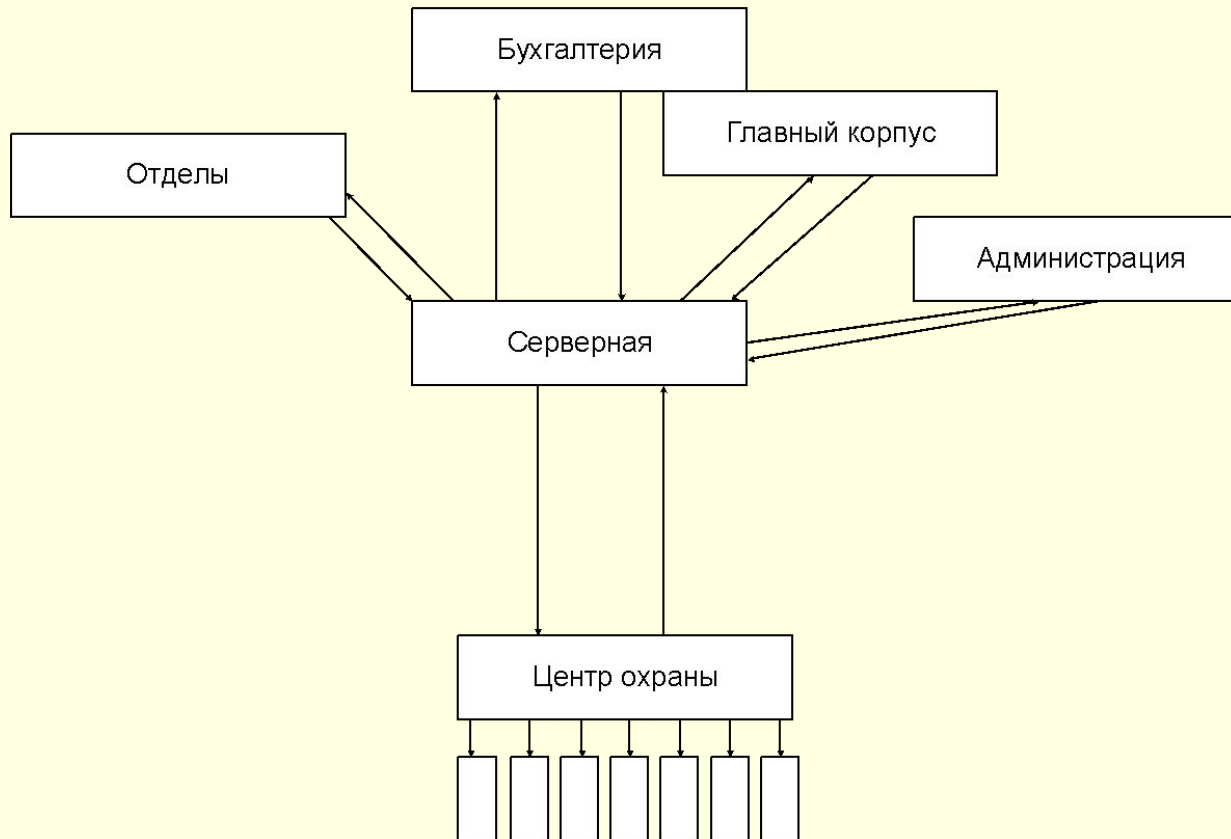 Бухгалтерия
Главный корпус
Отделы
Администрация
Серверная
Центр охраны